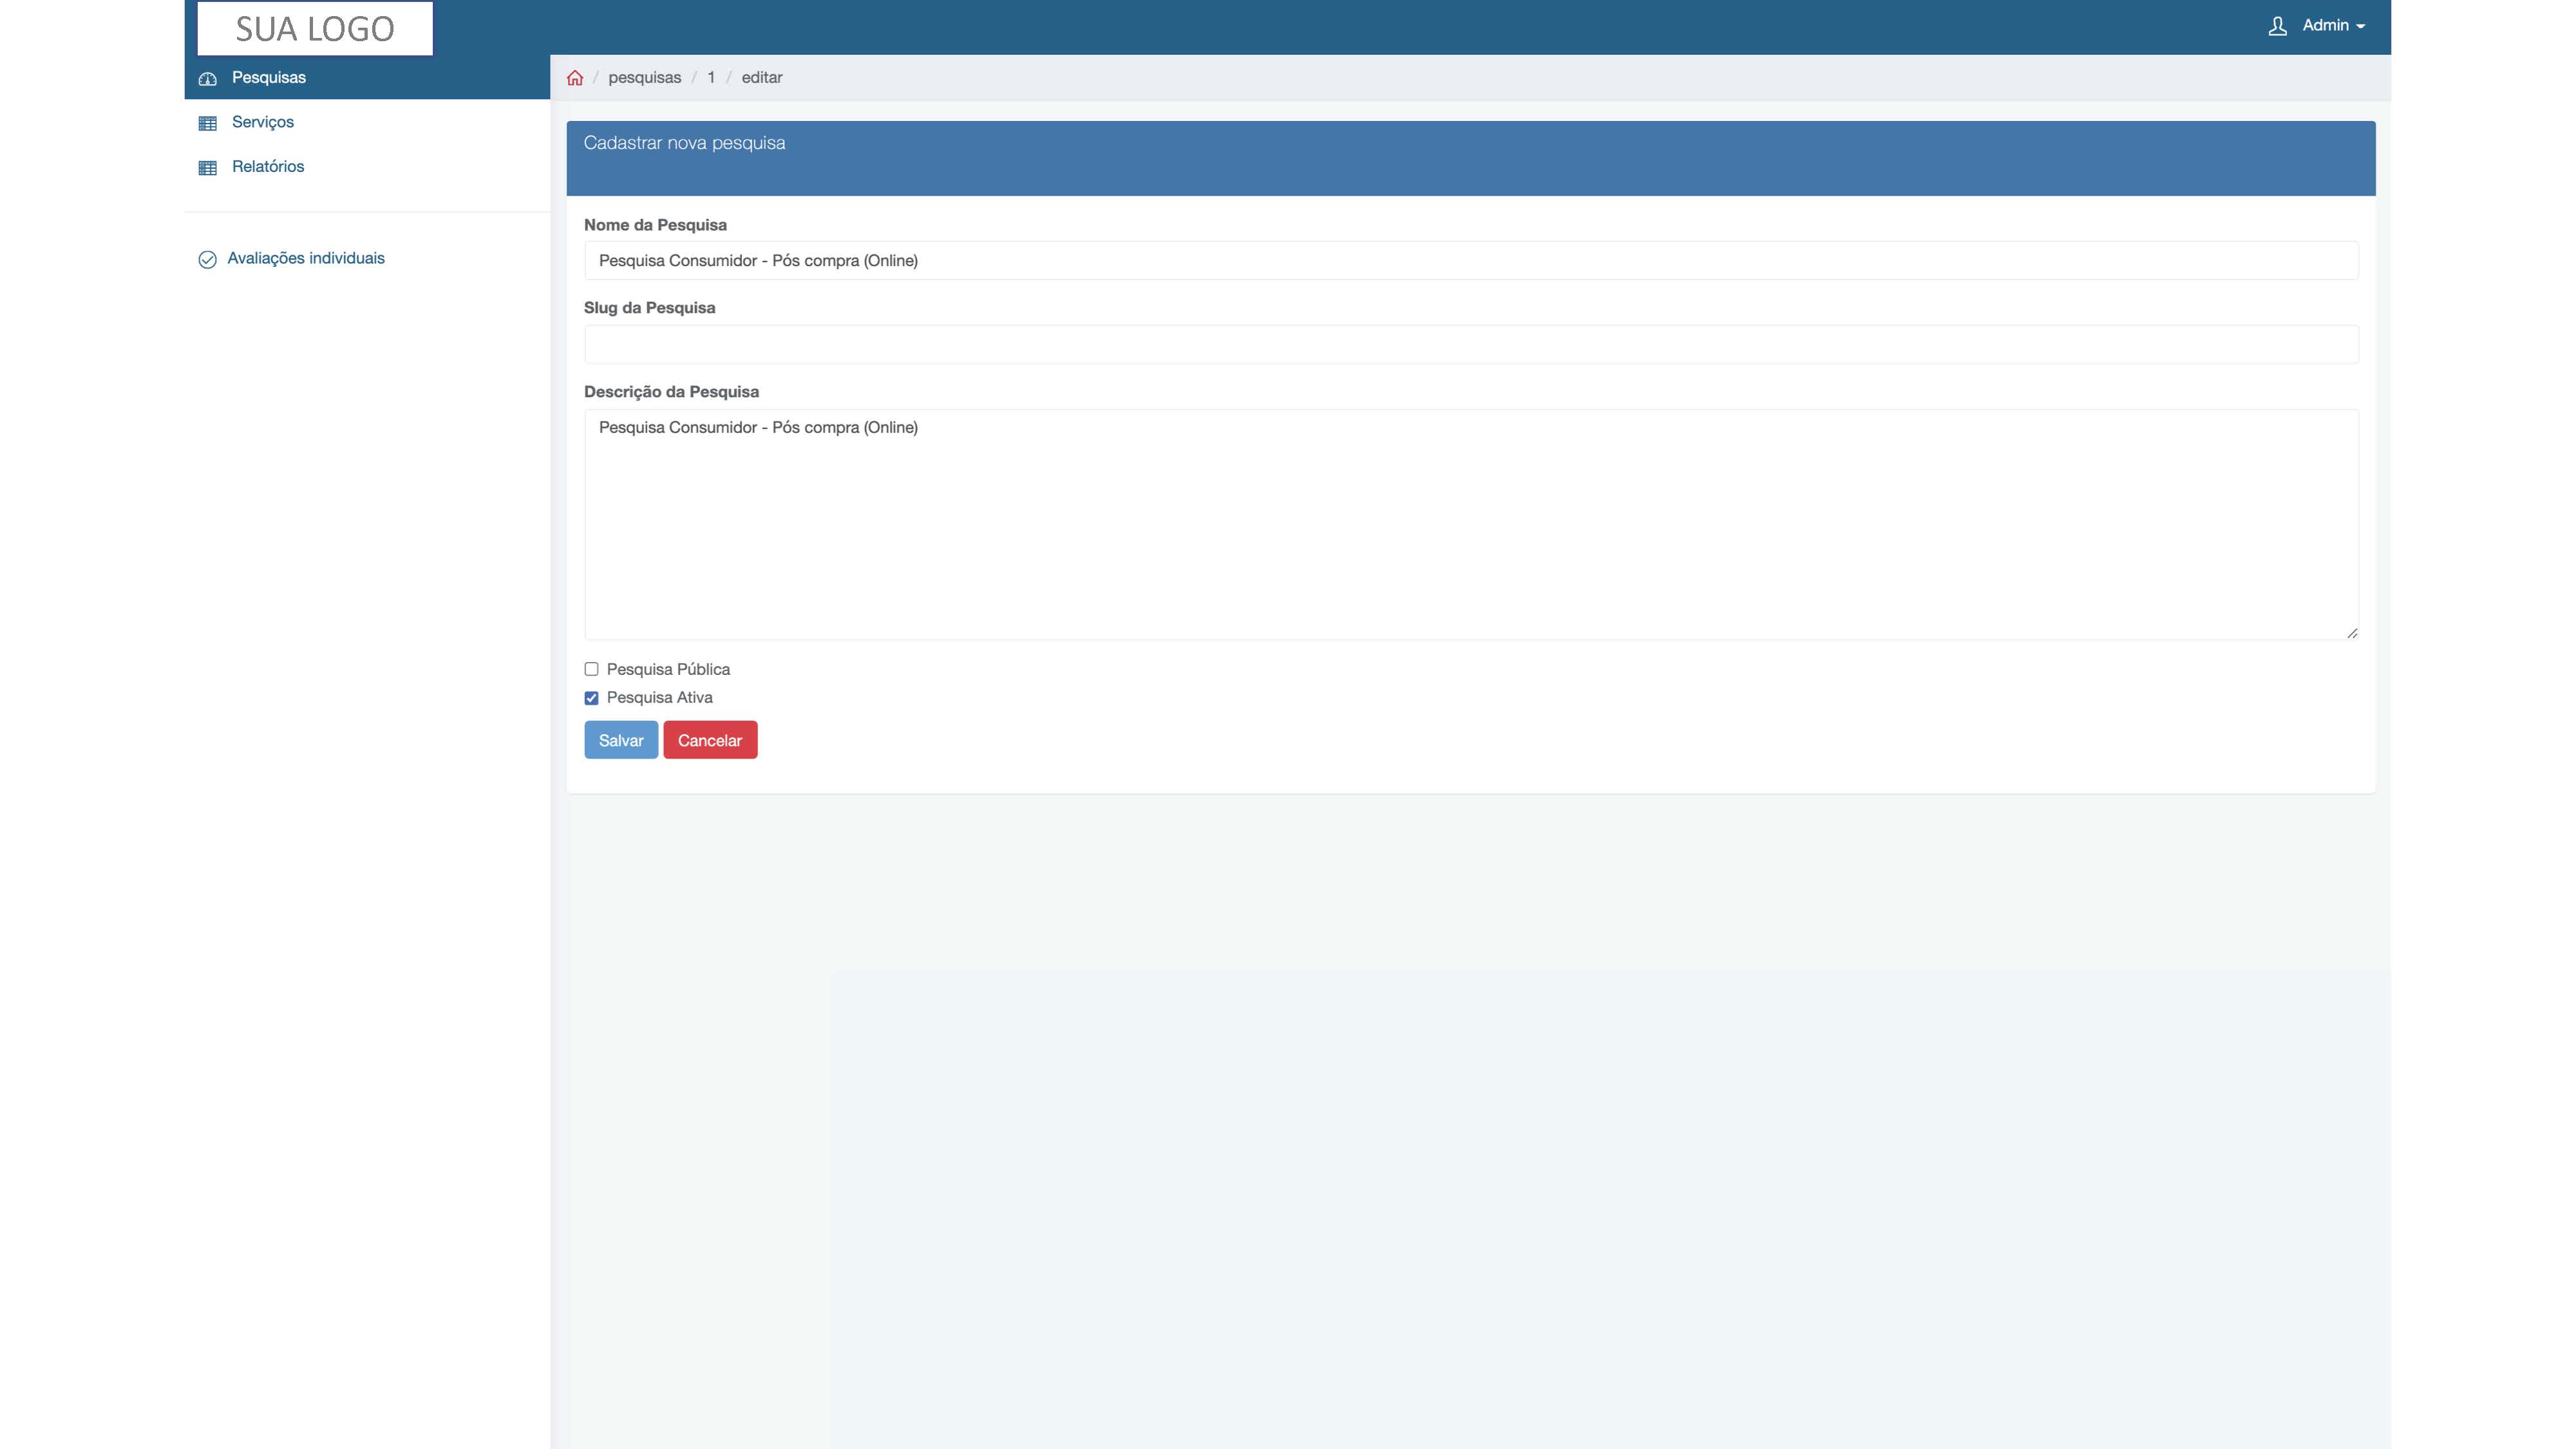 SUA LOGO
Admin
Pesquisas
Serviços
Relatórios
Avaliações individuais
/ pesquisas / 1 / editar
Cadastrar nova pesquisa
Nome da Pesquisa
Pesquisa Consumidor - Pós compra (Online)
Slug da Pesquisa
Descrição da Pesquisa
Pesquisa Consumidor - Pós compra (Online)
Pesquisa Pública
Pesquisa Ativa
Salvar Cancelar